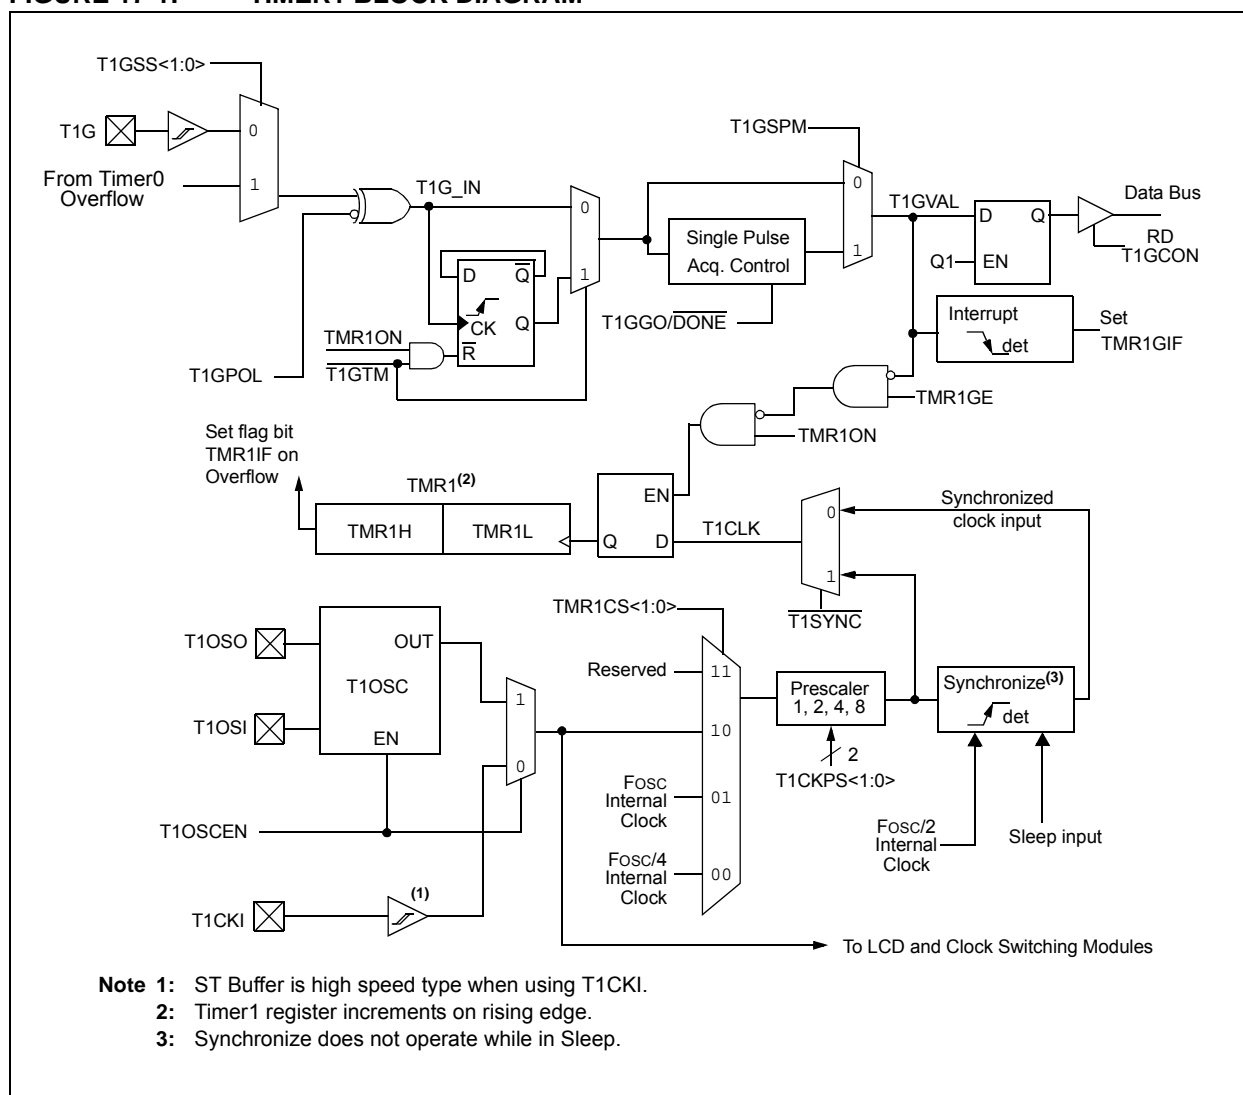 T1GSS<1:0>
T1G
0
From Timer0
Overflow
1
T1GPOL
T1G_IN
D
Q
CK
Q
R
TMR1ON
T1GTM
0
1
T1GSPM
Single Pulse
Acq. Control
T1GGO/DONE
0
1
T1GVAL
D
Q
Q1
EN
Data Bus
RD
T1GCON
Interrupt
det
Set
TMR1GIF
TMR1GE
TMR1ON
Set flag bit
TMR1IF on
Overflow
TMR1(2)
TMR1H
TMR1L
EN
Q
D
T1CLK
0
1
T1SYNC
Synchronized
clock input
T1OSO
T1OSI
OUT
T1OSC
EN
T1OSCEN
T1CKI
(1)
1
0
TMR1CS<1:0>
Reserved
11
10
FOSC
Internal
Clock
01
FOSC/4
Internal
Clock
00
Prescaler
1, 2, 4, 8
2
T1CKPS<1:0>
Synchronize(3)
det
FOSC/2
Internal
Clock
Sleep input
To LCD and Clock Switching Modules
Note 1: ST Buffer is high speed type when using T1CKI.
2: Timer1 register increments on rising edge.
3: Synchronize does not operate while in Sleep.